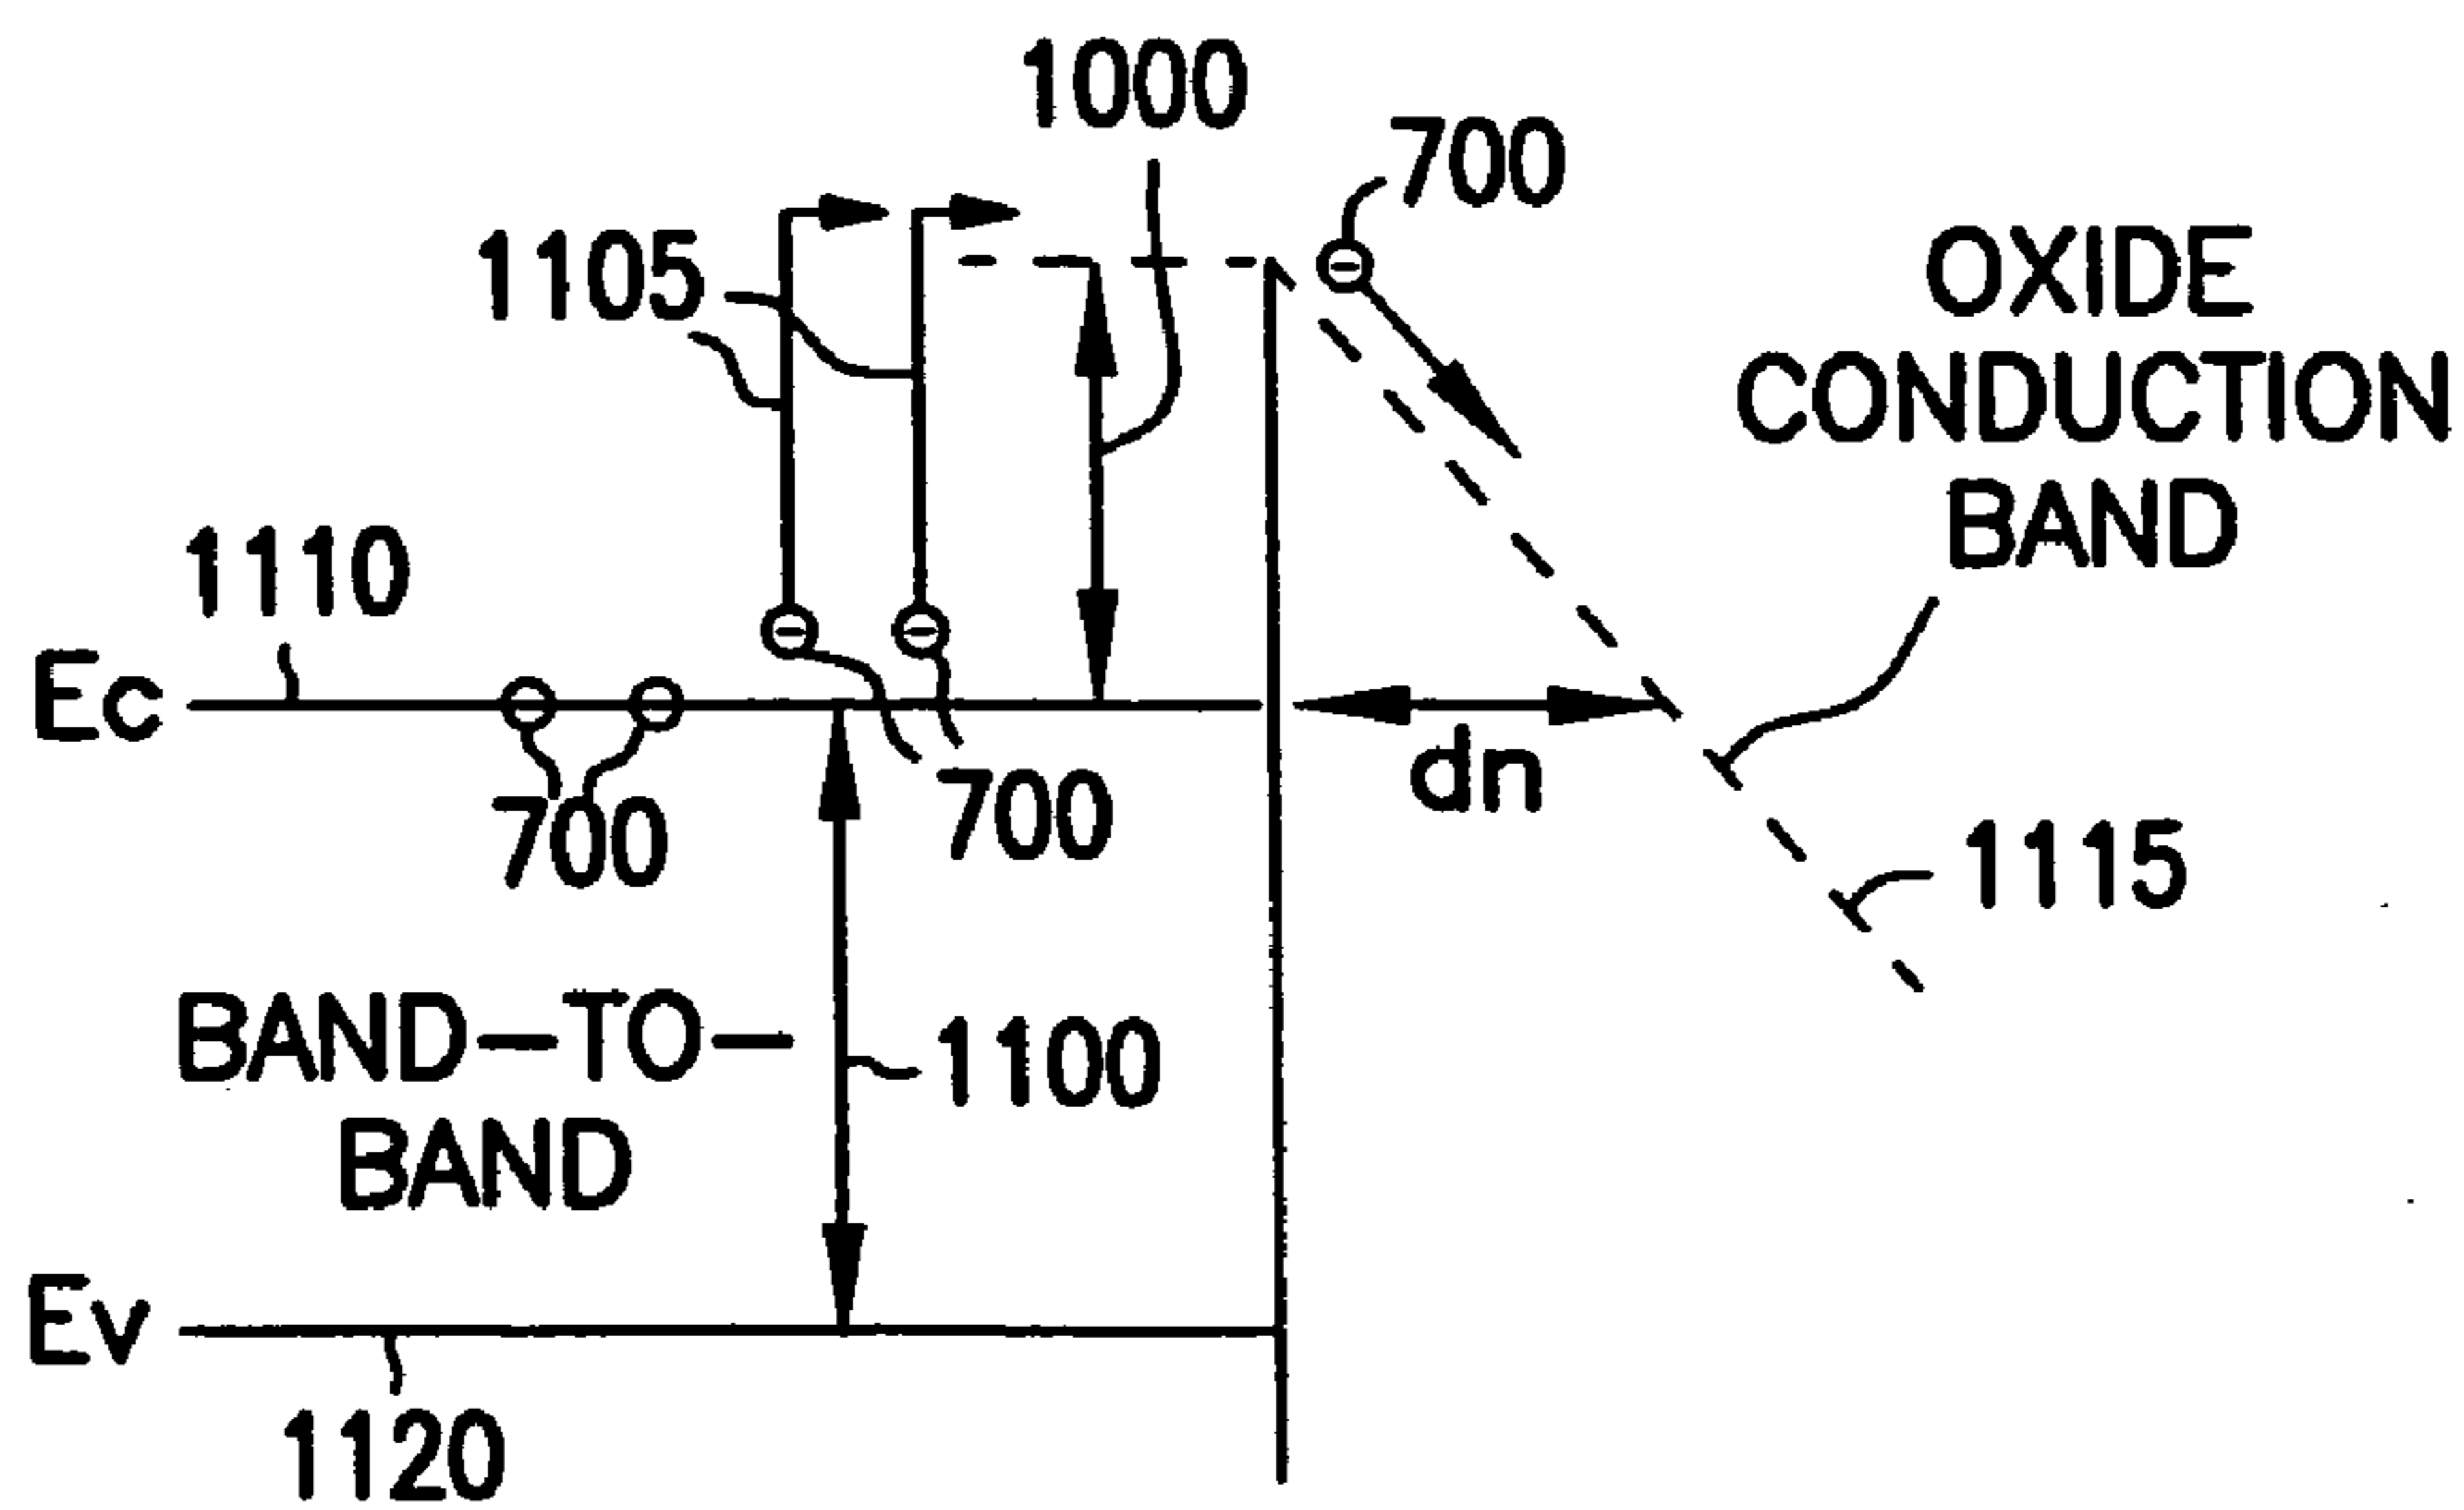 1000
700
1105
OXIDE
CONDUCTION
BAND
1110
Ec
dn
700
700
1115
BAND-TO-
BAND
1100
Ev
1120